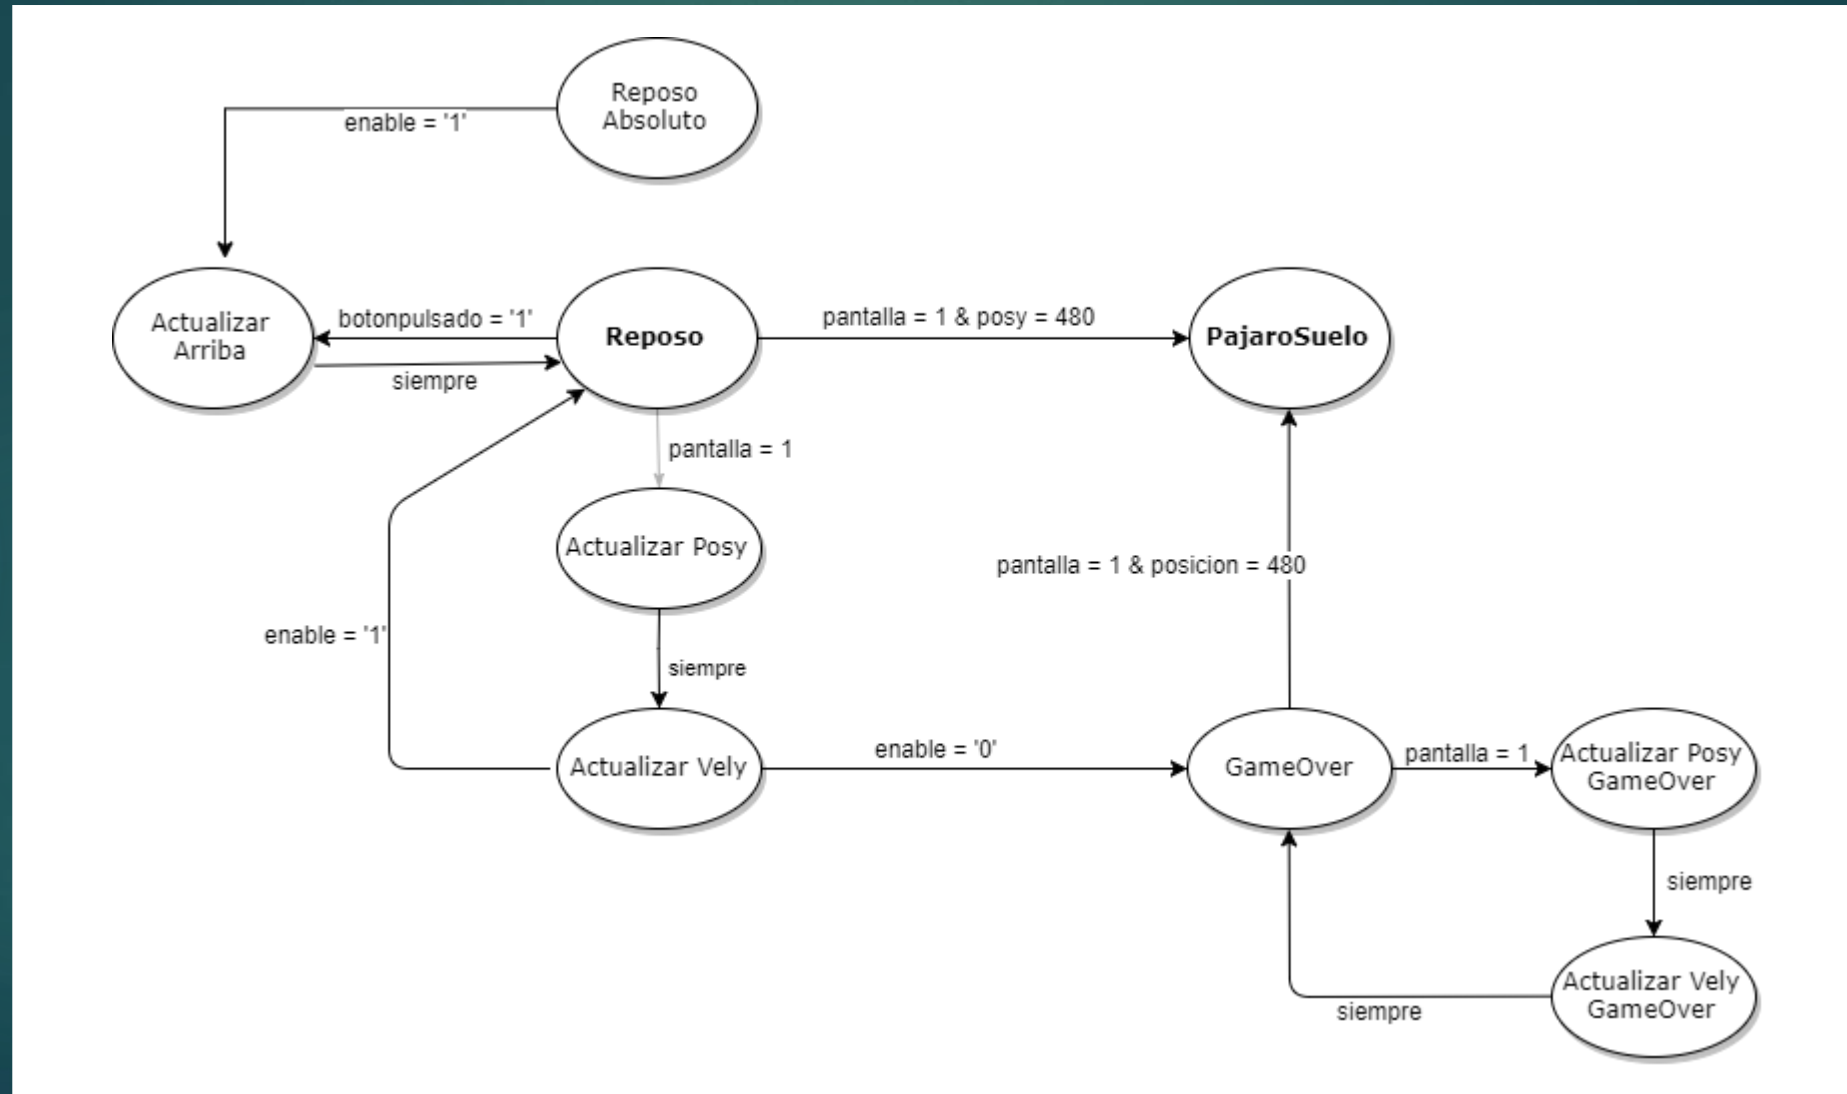 Reposo
Absoluto
enable = '1'
Actualizar
Arriba
botonpulsado = '1'
siempre
Reposo
pantalla = 1 & posy = 480
PajaroSuelo
pantalla = 1
Actualizar Posy
pantalla = 1 & posicion = 480
enable = '1'
siempre
Actualizar Vely
enable = '0'
GameOver
pantalla = 1
Actualizar Posy
GameOver
siempre
Actualizar Vely
GameOver
siempre